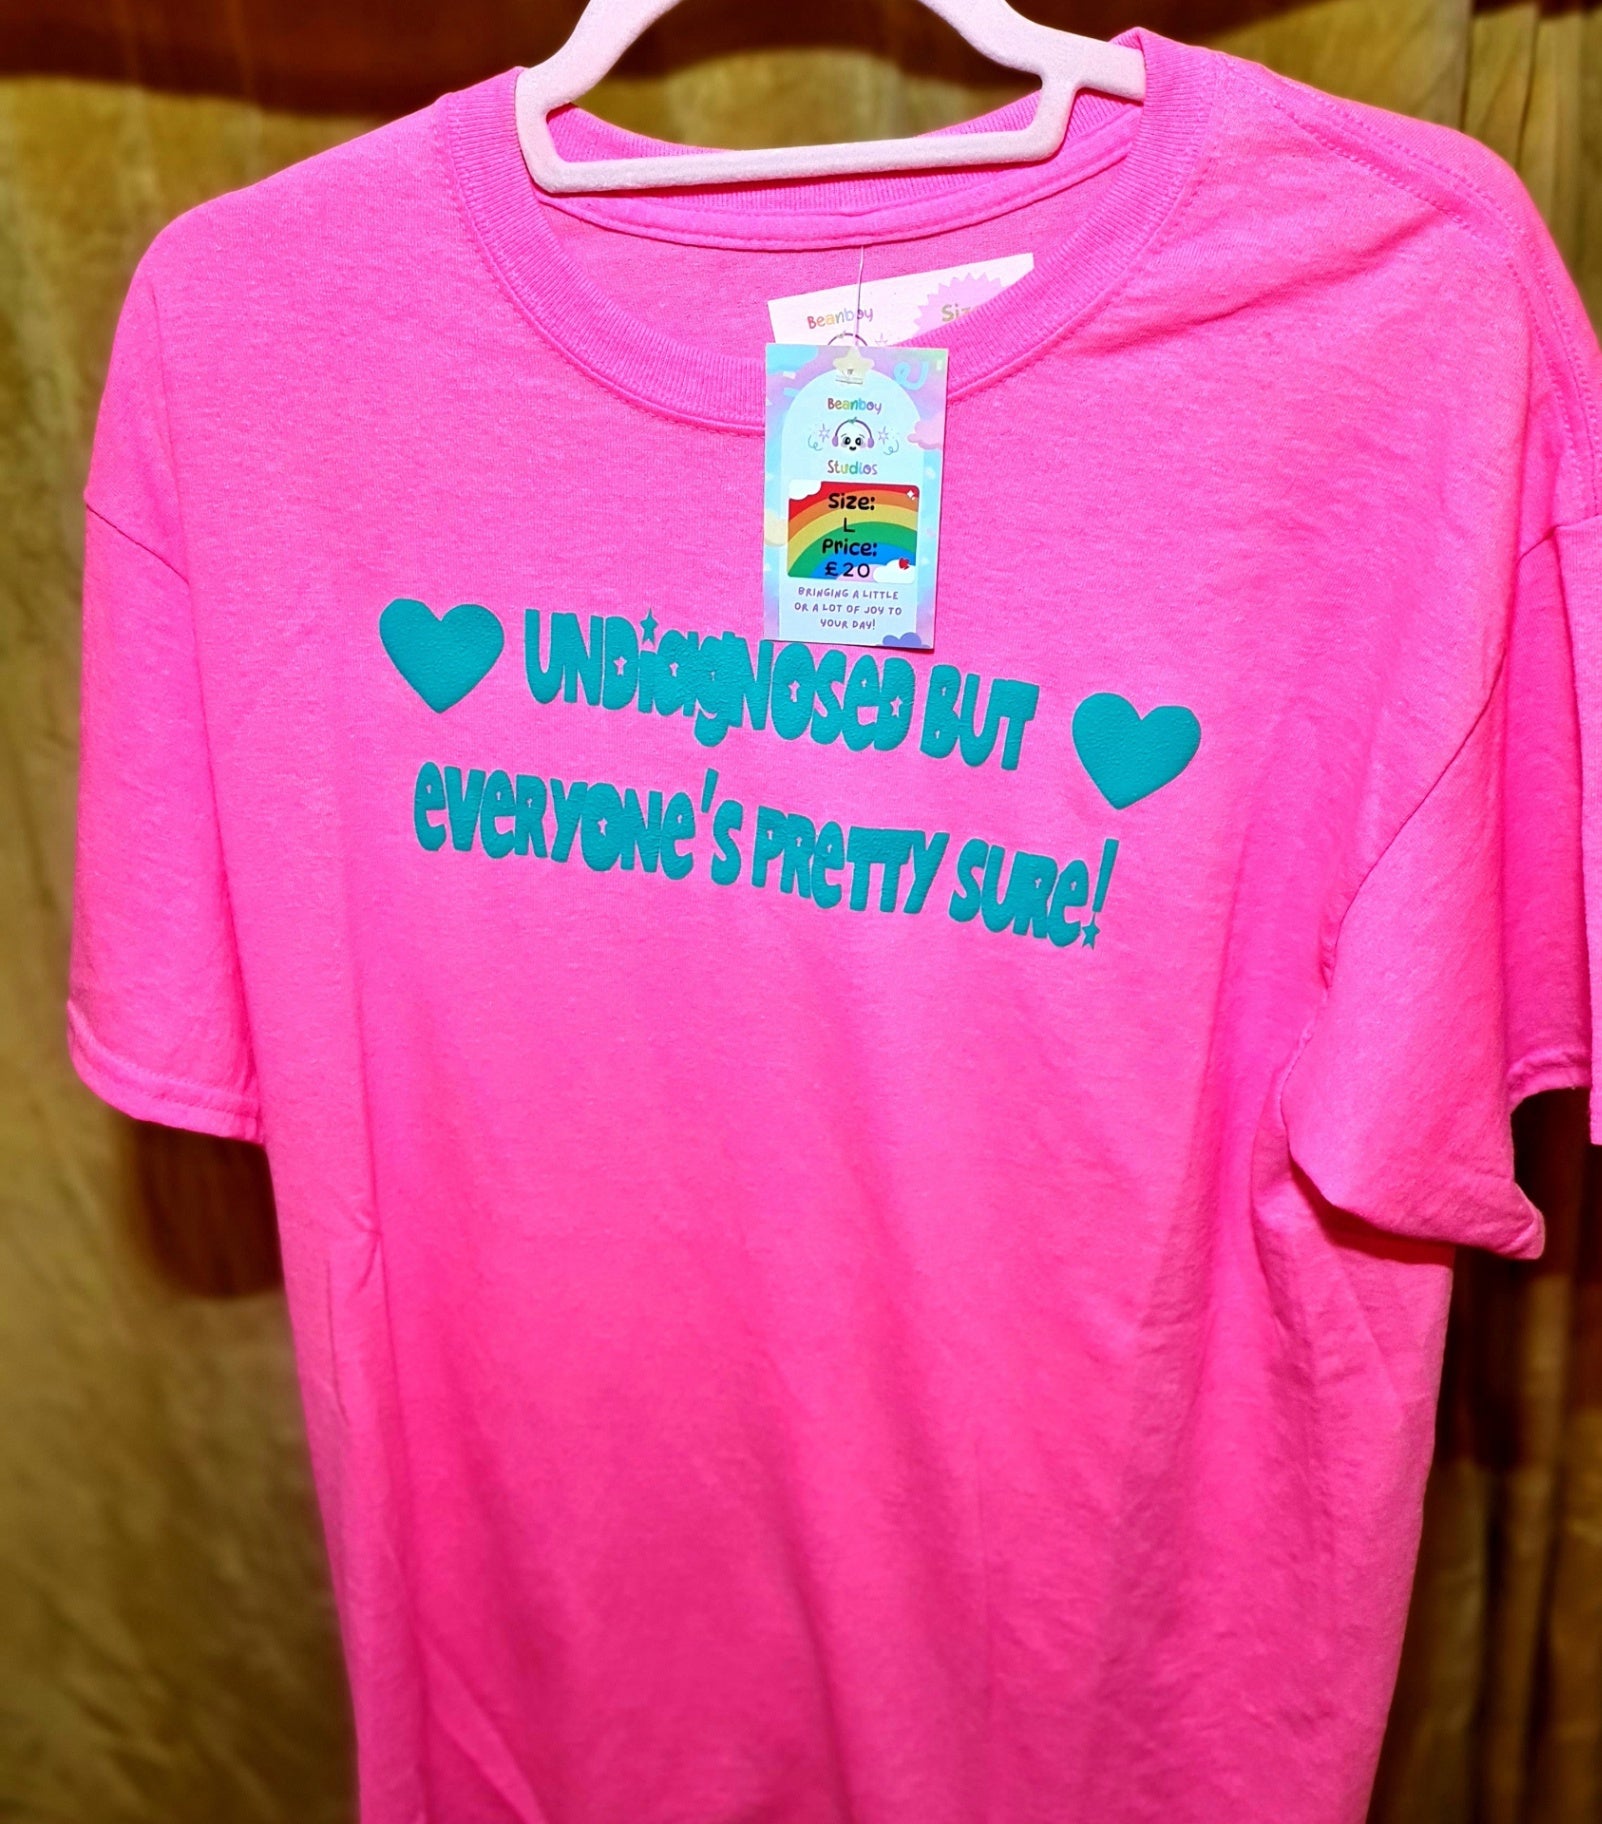 Beanboy
Siz
Beanboy
Studios
Size:
L
Price:
£20
BRINGING A LITTLE
OR A LOT OF JOY TO
YOUR DAY!
UNDiagNOSeD BUT
eVeRYONe'S PReTTY SURe!